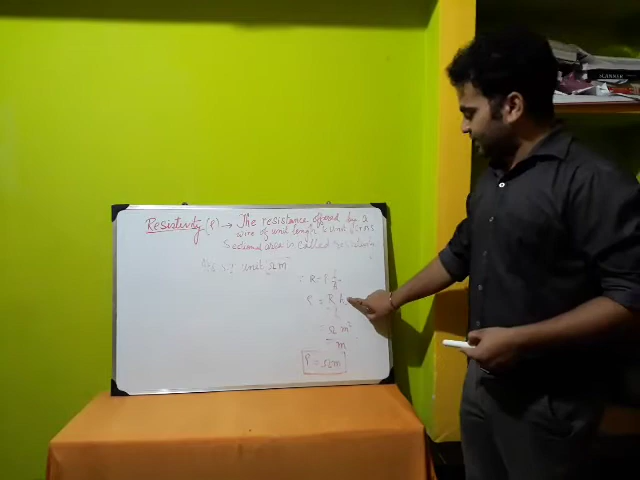 Resistivity (ρ) → The resistance offered by a
wire of unit length & unit cross
Sectional area is called resistivity.
Its S.I unit Ωm
∵ R = ρ l/A
ρ = R A/l
= Ω m²/m
ρ = Ωm